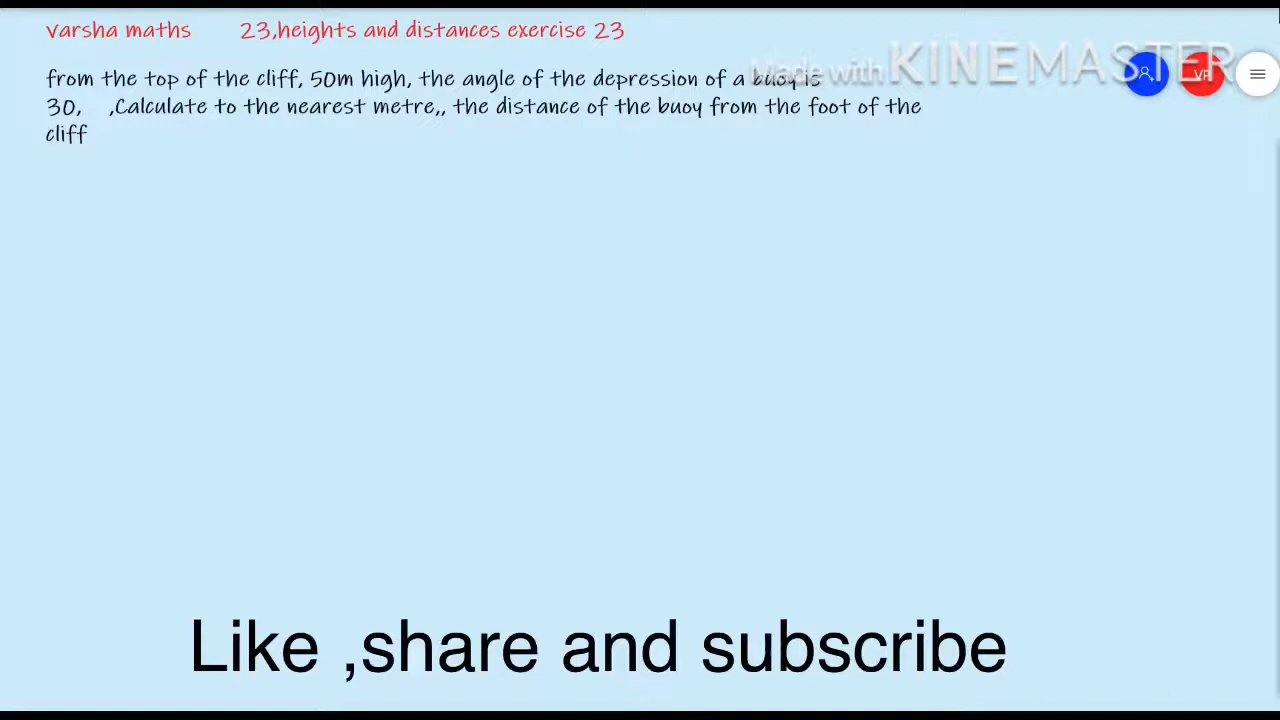 varsha maths 23,heights and distances exercise 23
Made with KINEMASTER
from the top of the cliff, 50m high, the angle of the depression of a buoy is
VP
30, ,Calculate to the nearest metre,, the distance of the buoy from the foot of the
cliff
Like ,share and subscribe